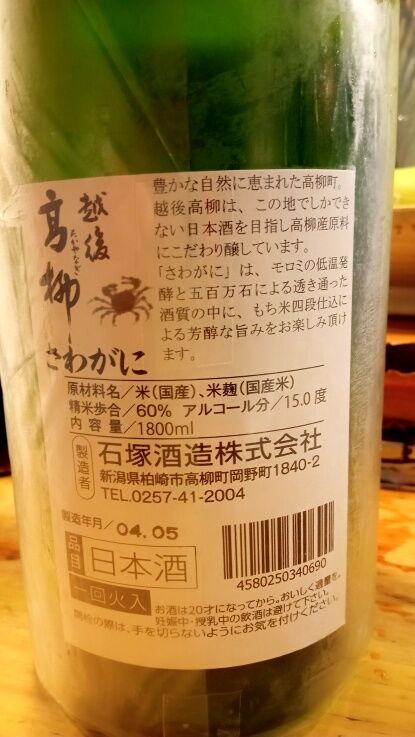 越後
高柳
たかやなぎ
さわがに
豊かな自然に恵まれた高柳町。
越後高柳は、この地でしかでき
ない日本酒を目指し高柳産原料
にこだわり醸しています。
「さわがに」は、モロミの低温発
酵と五百万石による透き通った
酒質の中に、もち米四段仕込に
よる芳醇な旨みをお楽しみ頂け
ます。
原材料名／米(国産)、米麹(国産米)
精米歩合／60% アルコール分／15.0度
内容量／1800ml
製造者
石塚酒造株式会社
新潟県柏崎市高柳町岡野町1840-2
TEL.0257-41-2004
製造年月／04.05
品目
日本酒
一回火入
4580250340690
お酒は20才になってから。おいしく適量を。
妊娠中・授乳中の飲酒は避けて下さい。
開栓の際は、手を切らないようにお気を付けください。